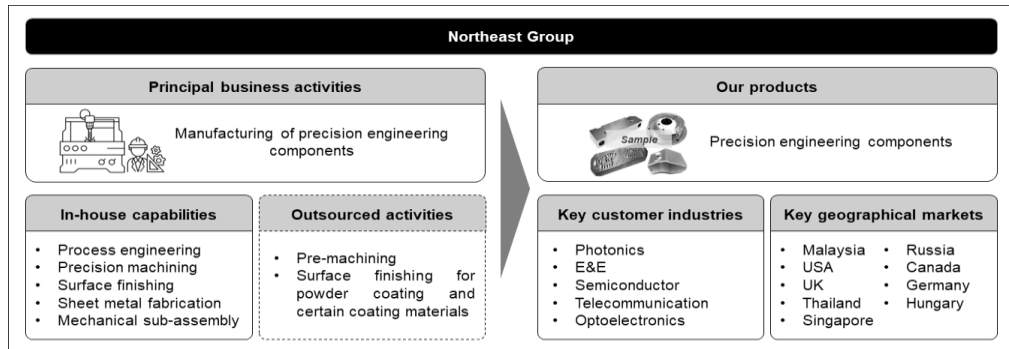 Northeast Group
Principal business activities
Manufacturing of precision engineering
components
In-house capabilities
• Process engineering
• Precision machining
• Surface finishing
• Sheet metal fabrication
• Mechanical sub-assembly
Outsourced activities
• Pre-machining
• Surface finishing for
powder coating and
certain coating materials
Our products
Sample
Precision engineering components
Key customer industries
• Photonics
• E&E
• Semiconductor
• Telecommunication
• Optoelectronics
Key geographical markets
• Malaysia
• USA
• UK
• Thailand
• Singapore
• Russia
• Canada
• Germany
• Hungary